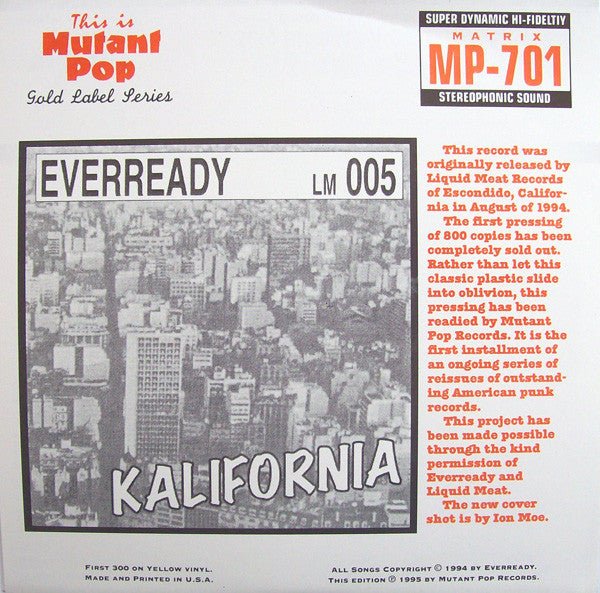 This is
Mutant
Pop
Gold Label Series
SUPER DYNAMIC HI-FIDELTIY
MATRIX
MP-701
STEREOPHONIC SOUND
EVERREADY LM 005
KALIFORNIA
This record was
originally released by
Liquid Meat Records
of Escondido, Califor-
nia in August of 1994.
The first pressing
of 800 copies has been
completely sold out.
Rather than let this
classic plastic slide
into oblivion, this
pressing has been
readied by Mutant
Pop Records. It is the
first installment of
an ongoing series of
reissues of outstand-
ing American punk
records.
This project has
been made possible
through the kind
permission of
Everready and
Liquid Meat.
The new cover
shot is by Ion Moe.
First 300 on Yellow Vinyl.
Made and Printed in U.S.A.
All Songs Copyright © 1994 by Everready.
This edition ℗ 1995 by Mutant Pop Records.